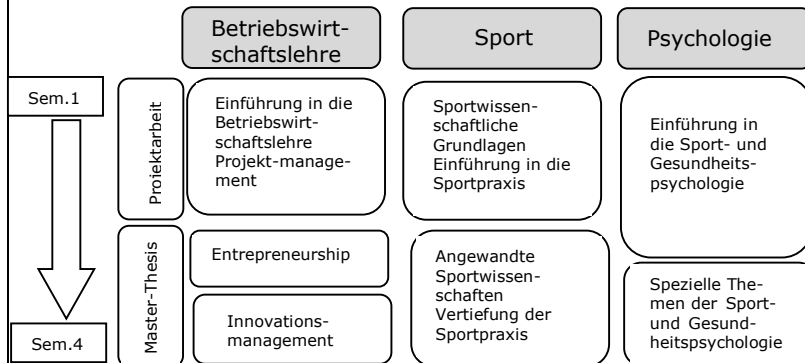 Betriebswirt-
schaftslehre
Sport
Psychologie
Sem.1
Projektarbeit
Einführung in die
Betriebswirt-
schaftslehre
Projekt-manage-
ment
Sportwissen-
schaftliche
Grundlagen
Einführung in die
Sportpraxis
Einführung in
die Sport- und
Gesundheits-
psychologie
Master-Thesis
Entrepreneurship
Innovations-
management
Angewandte
Sportwissen-
schaften
Vertiefung der
Sportpraxis
Spezielle The-
men der Sport-
und Gesund-
heitspsychologie
Sem.4